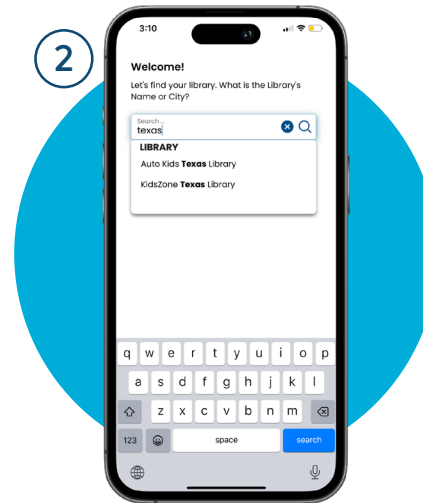 2
3:10
Welcome!
Let's find your library. What is the Library's
Name or City?
Search...
texas
LIBRARY
Auto Kids Texas Library
KidsZone Texas Library
q w e r t y u i o p
a s d f g h j k l
z x c v b n m
123 space search